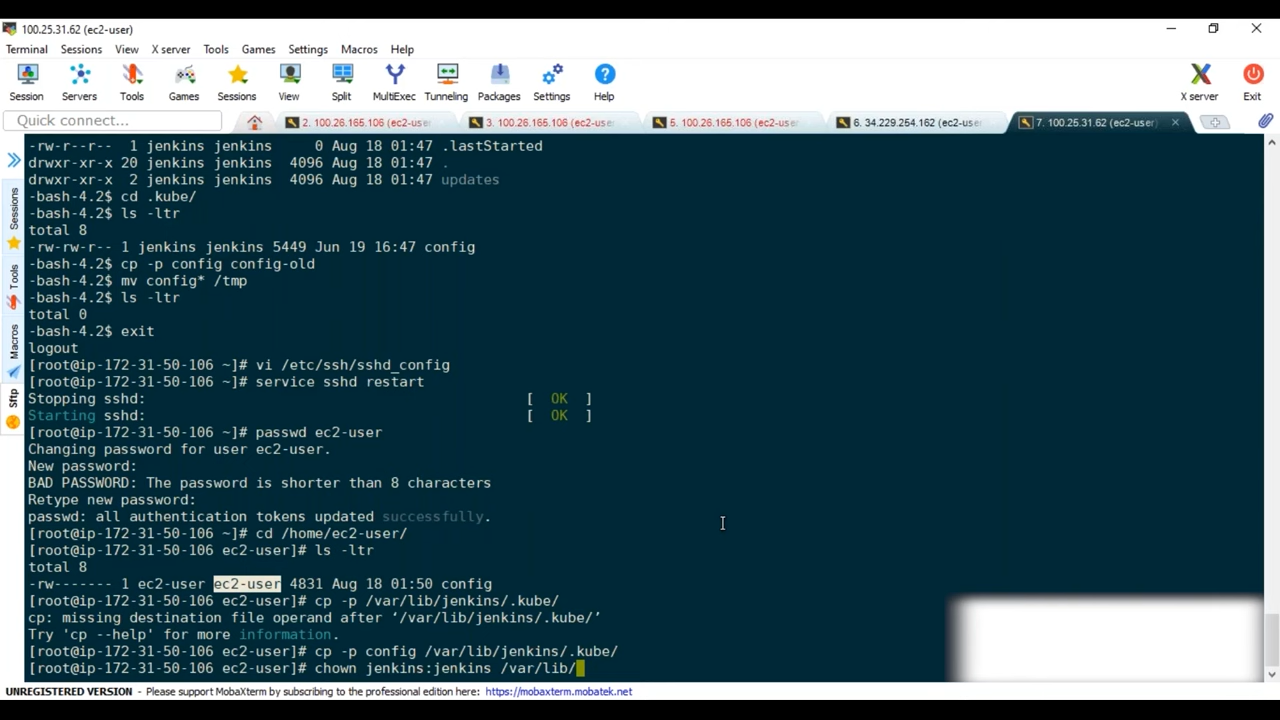 100.25.31.62 (ec2-user)
Terminal Sessions View X server Tools Games Settings Macros Help
Session Servers Tools Games Sessions View Split MultiExec Tunneling Packages Settings Help X server Exit
Quick connect...
2. 100.26.165.106 (ec2-use
3. 100.26.165.106 (ec2-us
5. 100.26.165.106 (ec2-us
6. 34.229.254.162 (ec2-us
7. 100.25.31.62 (ec2-user)
Sessions
Tools
Macros
Sftp
-rw-r--r-- 1 jenkins jenkins 0 Aug 18 01:47 .lastStarted
drwxr-xr-x 20 jenkins jenkins 4096 Aug 18 01:47 .
drwxr-xr-x 2 jenkins jenkins 4096 Aug 18 01:47 updates
-bash-4.2$ cd .kube/
-bash-4.2$ ls -ltr
total 8
-rw-rw-r-- 1 jenkins jenkins 5449 Jun 19 16:47 config
-bash-4.2$ cp -p config config-old
-bash-4.2$ mv config* /tmp
-bash-4.2$ ls -ltr
total 0
-bash-4.2$ exit
logout
[root@ip-172-31-50-106 ~]# vi /etc/ssh/sshd_config
[root@ip-172-31-50-106 ~]# service sshd restart
Stopping sshd: [ OK ]
Starting sshd: [ OK ]
[root@ip-172-31-50-106 ~]# passwd ec2-user
Changing password for user ec2-user.
New password:
BAD PASSWORD: The password is shorter than 8 characters
Retype new password:
passwd: all authentication tokens updated successfully.
[root@ip-172-31-50-106 ~]# cd /home/ec2-user/
[root@ip-172-31-50-106 ec2-user]# ls -ltr
total 8
-rw------- 1 ec2-user ec2-user 4831 Aug 18 01:50 config
[root@ip-172-31-50-106 ec2-user]# cp -p /var/lib/jenkins/.kube/
cp: missing destination file operand after ‘/var/lib/jenkins/.kube/’
Try 'cp --help' for more information.
[root@ip-172-31-50-106 ec2-user]# cp -p config /var/lib/jenkins/.kube/
[root@ip-172-31-50-106 ec2-user]# chown jenkins:jenkins /var/lib/
UNREGISTERED VERSION - Please support MobaXterm by subscribing to the professional edition here: https://mobaxterm.mobatek.net